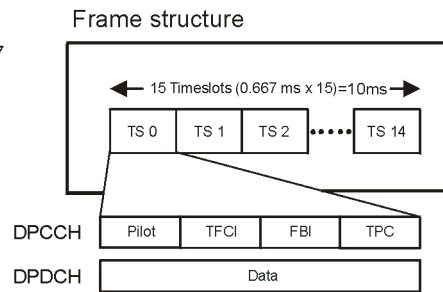 Frame structure
15 Timeslots (0.667 ms x 15)=10ms
TS 0 TS 1 TS 2 TS 14
DPCCH Pilot TFCI FBI TPC
DPDCH Data